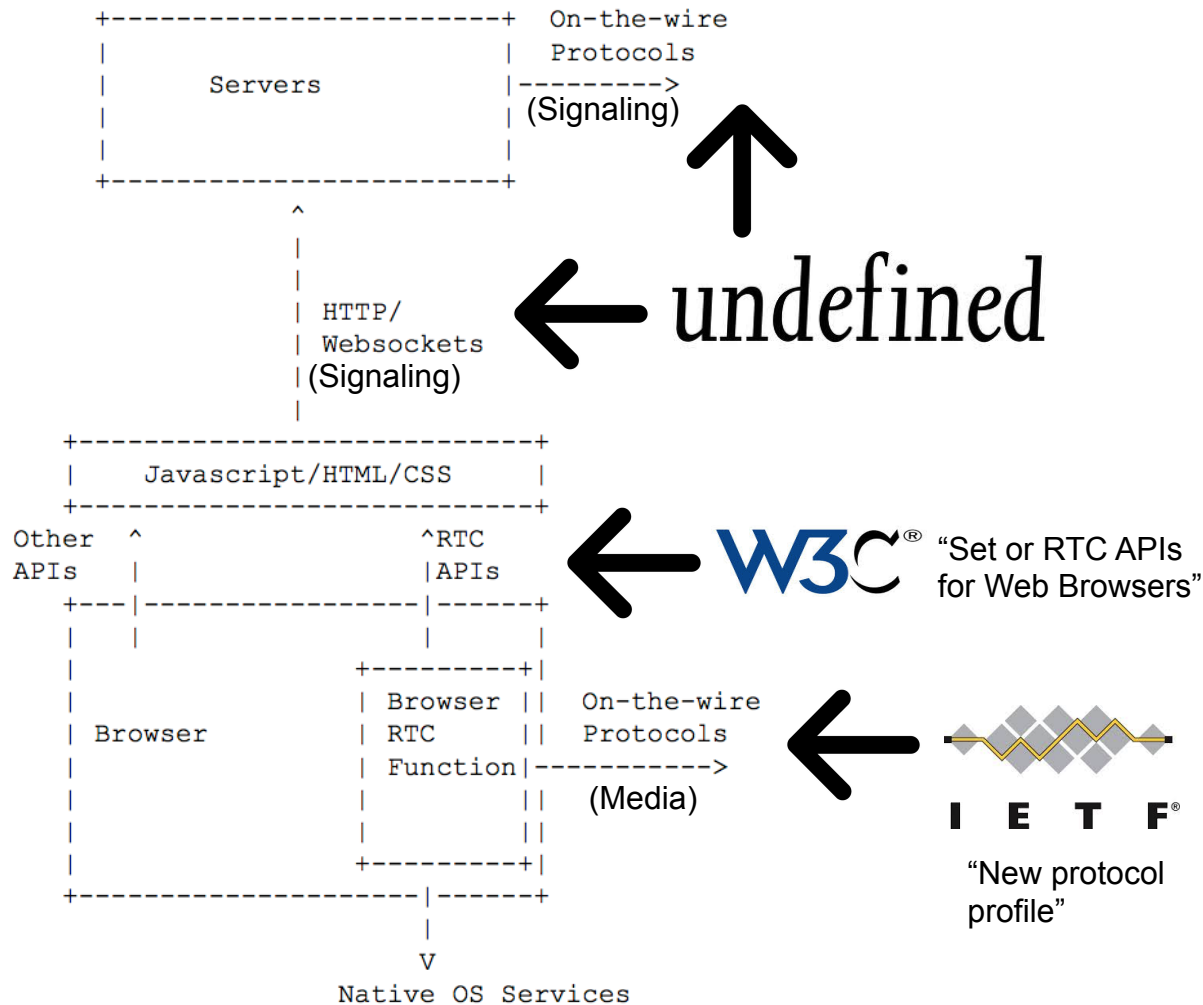 On-the-wire
Protocols
Servers
(Signaling)
undefined
HTTP/
Websockets
(Signaling)
Javascript/HTML/CSS
Other APIs
RTC APIs
W3C®
“Set or RTC APIs
for Web Browsers”
Browser
Browser
RTC
Function
On-the-wire
Protocols
(Media)
I E T F®
“New protocol
profile”
Native OS Services